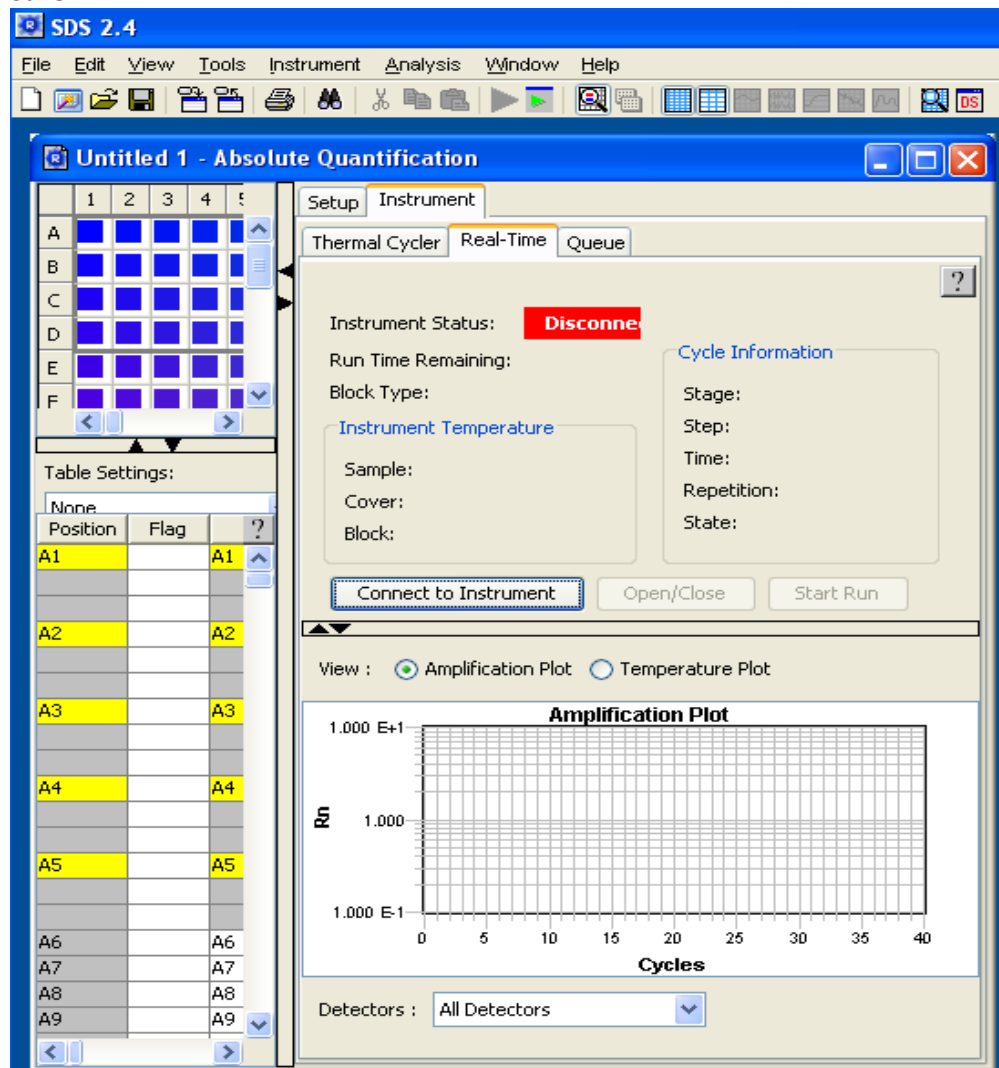 SDS 2.4
File Edit View Tools Instrument Analysis Window Help
DS
Untitled 1 - Absolute Quantification
1 2 3 4
A
B
C
D
E
F
Table Settings:
None
Position Flag ?
A1 A1
A2 A2
A3 A3
A4 A4
A5 A5
A6 A6
A7 A7
A8 A8
A9 A9
Setup Instrument
Thermal Cycler Real-Time Queue
?
Instrument Status: Disconne
Run Time Remaining:
Block Type:
Instrument Temperature
Sample:
Cover:
Block:
Cycle Information
Stage:
Step:
Time:
Repetition:
State:
Connect to Instrument Open/Close Start Run
View : Amplification Plot Temperature Plot
Amplification Plot
1.000 E+1
Rn
1.000
1.000 E-1
0 5 10 15 20 25 30 35 40
Cycles
Detectors : All Detectors